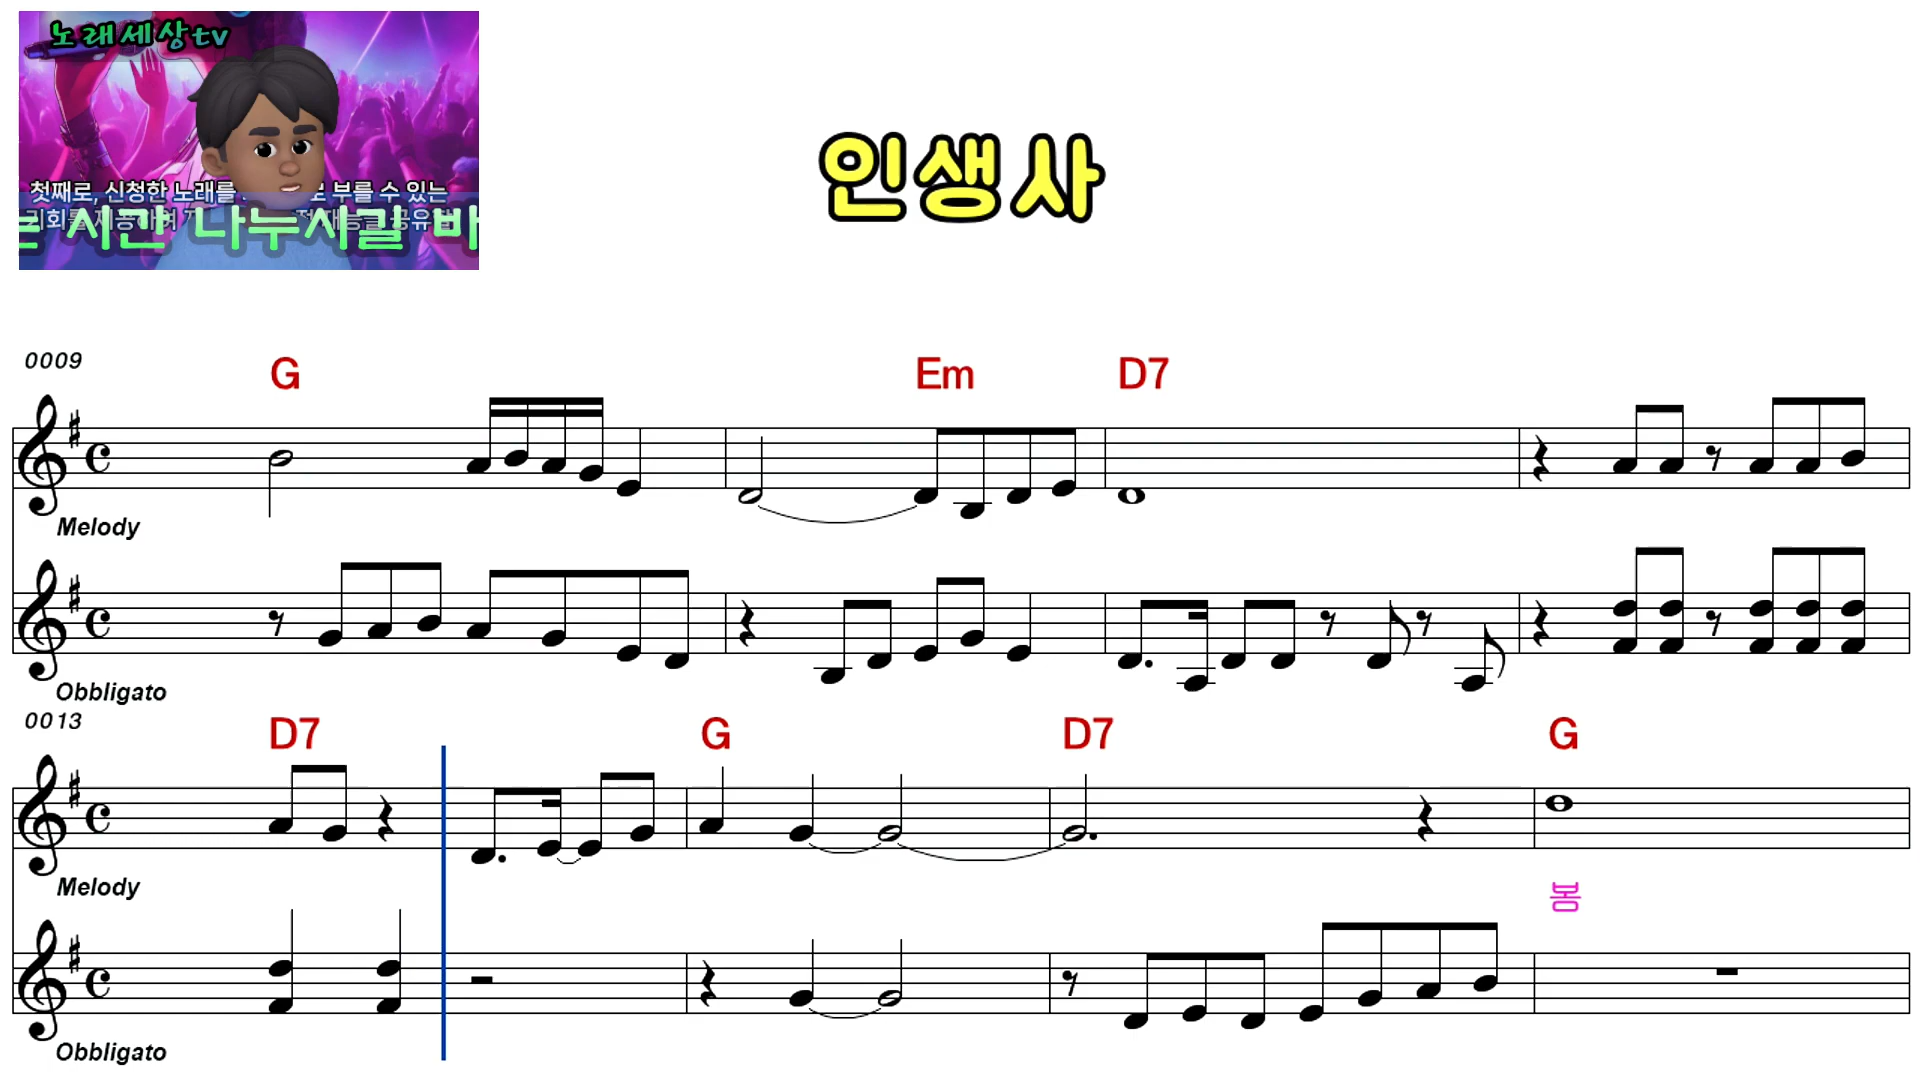 노래세상tv
첫째로, 신청한 노래를 부를 수 있는
시간 나누시길 바
인생사
0009
G Em D7
Melody
Obbligato
0013
D7 G D7 G
Melody
봄
Obbligato